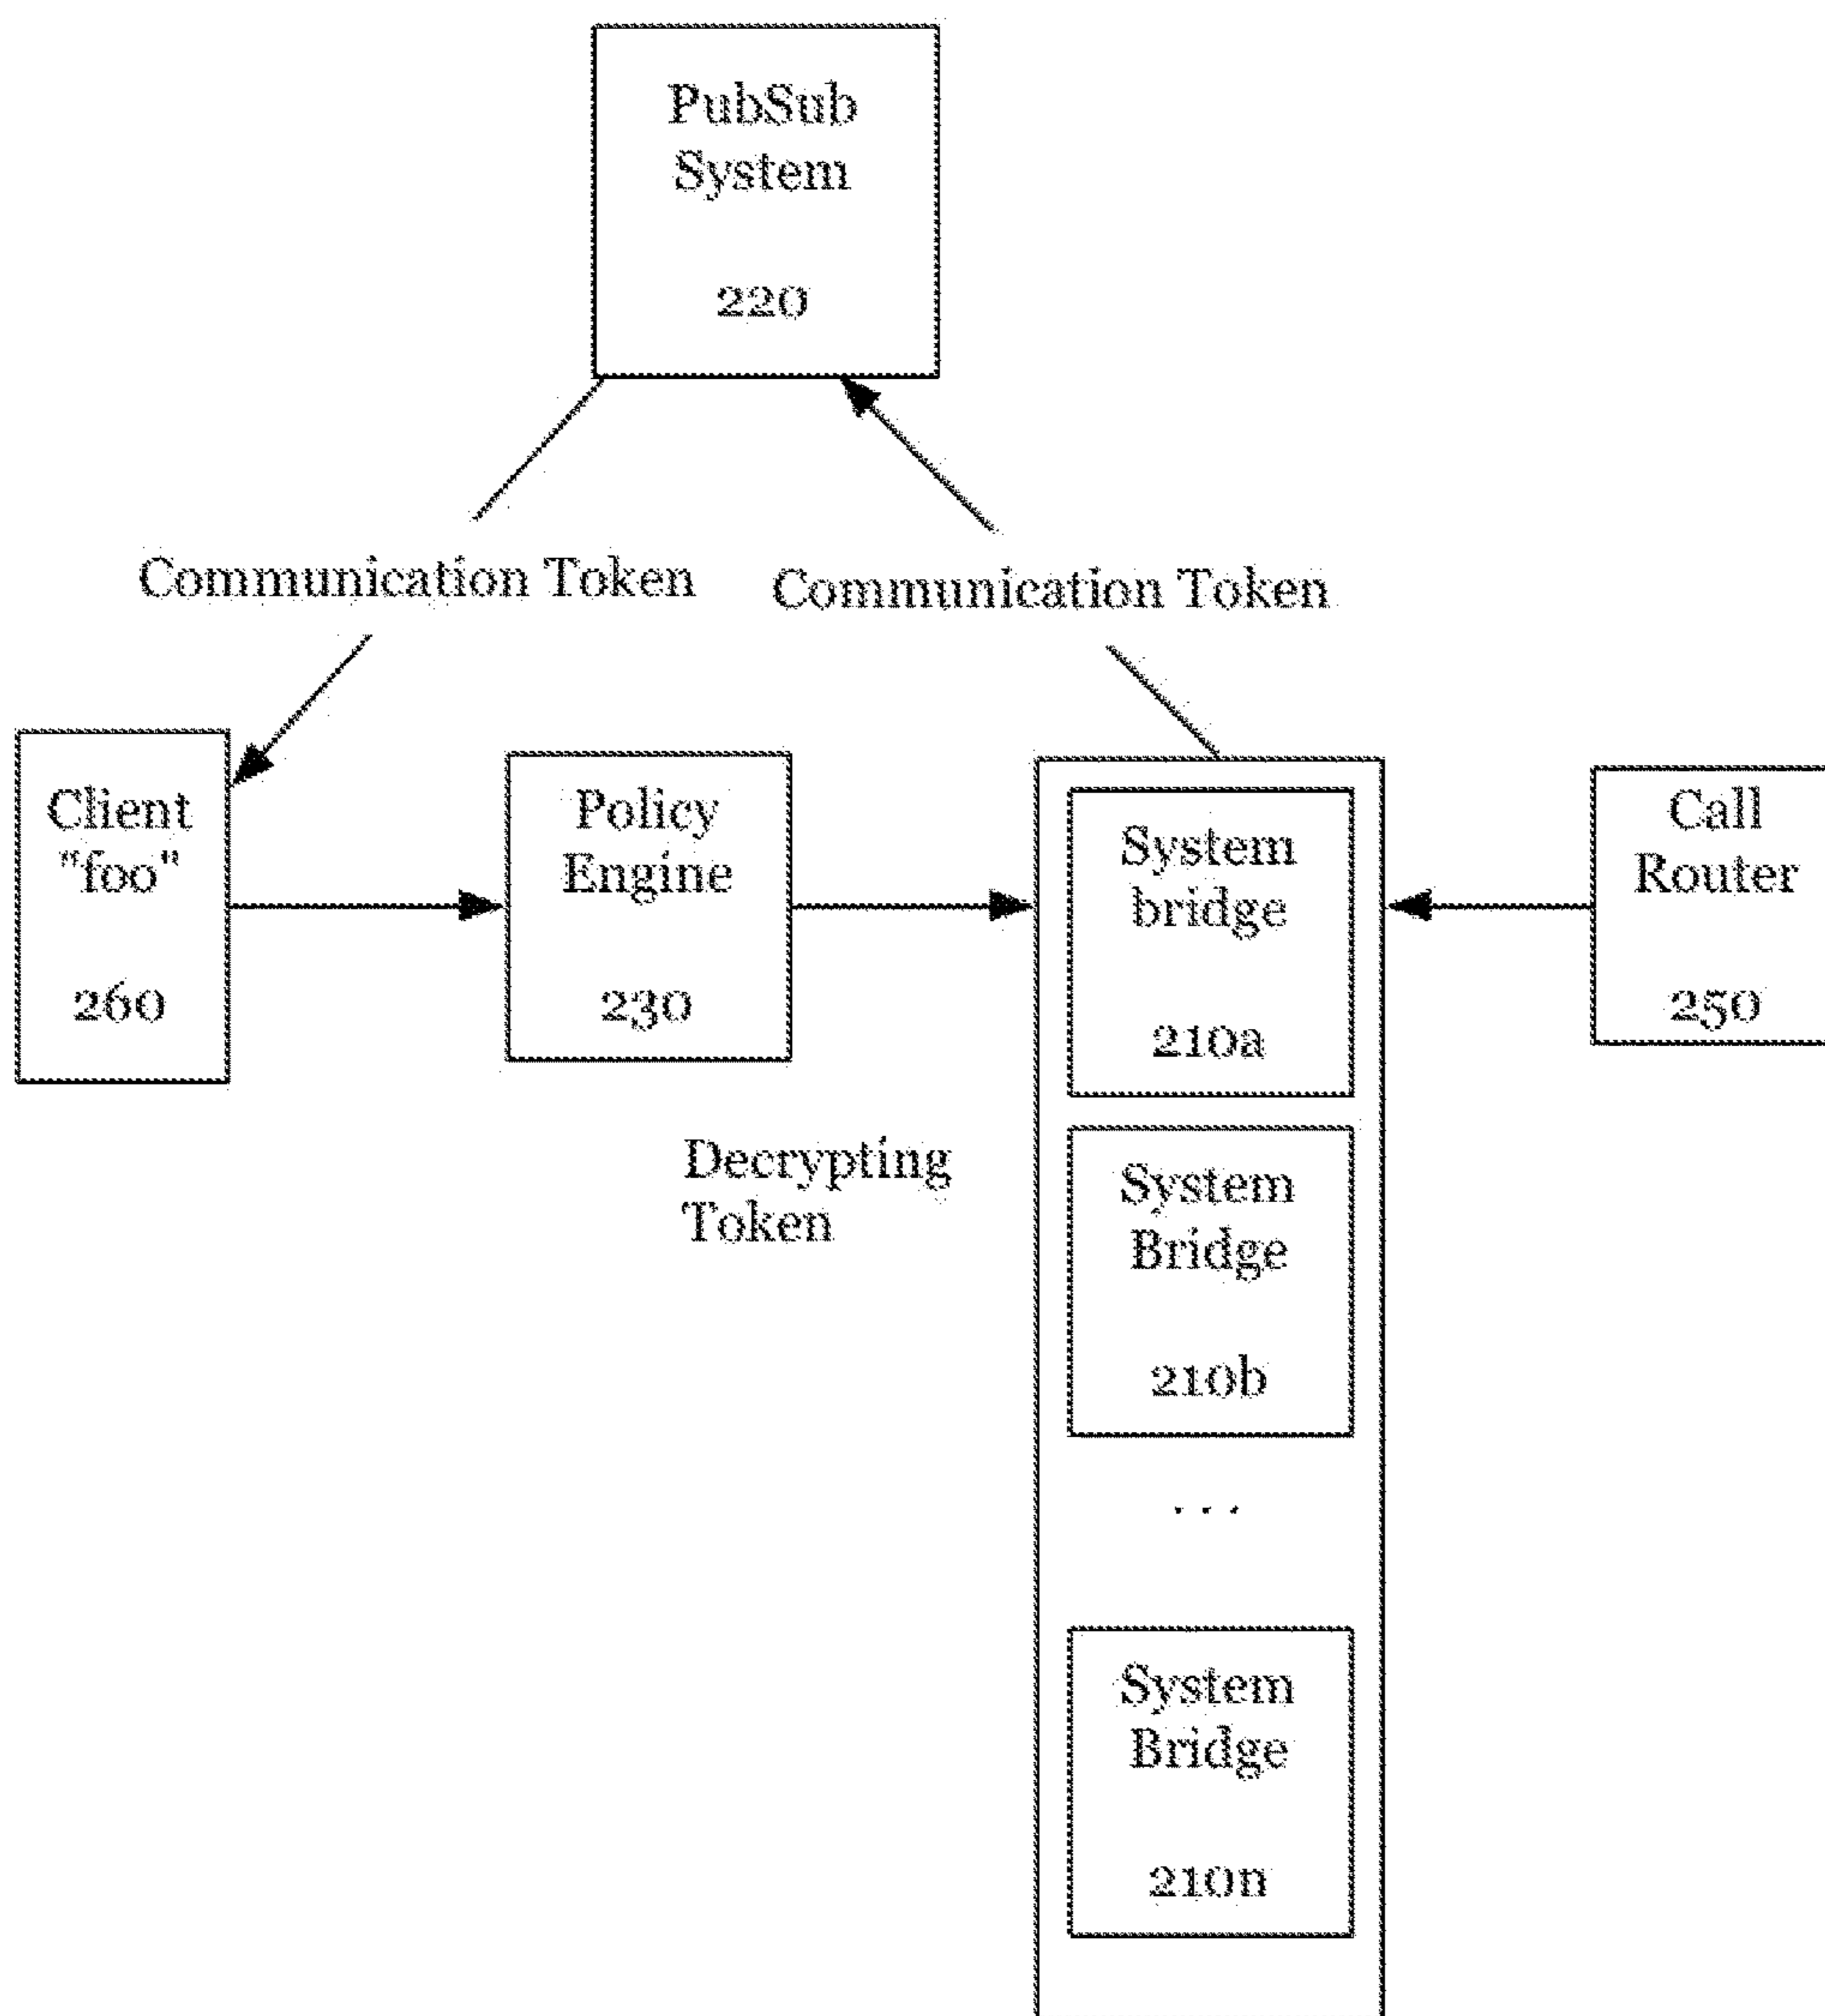 PubSub
System
220
Communication Token
Communication Token
Client
"foo"
260
Policy
Engine
230
System
bridge
210a
Call
Router
250
Decrypting
Token
System
Bridge
210b
...
System
Bridge
210n